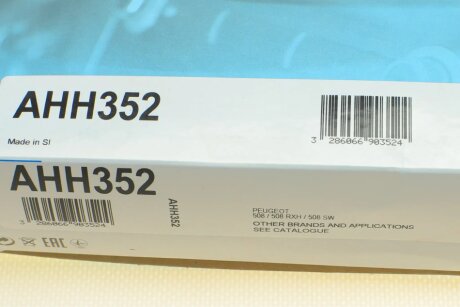 AHH352
Made in SI
3 286066 903524
AHH352
3 286066 903524
AHH352
PEUGEOT
508 / 508 RXH / 508 SW
OTHER BRANDS AND APPLICATIONS
SEE CATALOGUE
EAC